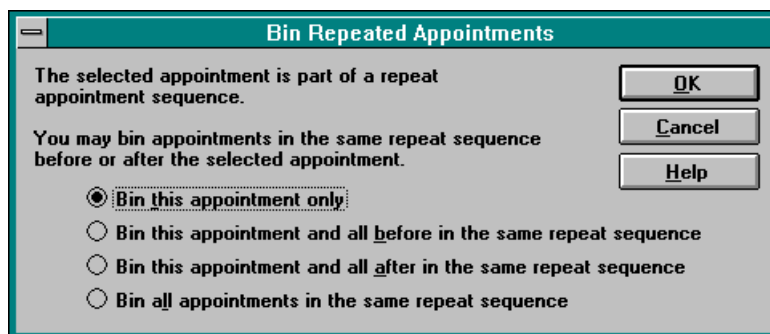 Bin Repeated Appointments
The selected appointment is part of a repeat
appointment sequence.
You may bin appointments in the same repeat sequence
before or after the selected appointment.
Bin this appointment only
Bin this appointment and all before in the same repeat sequence
Bin this appointment and all after in the same repeat sequence
Bin all appointments in the same repeat sequence
OK
Cancel
Help